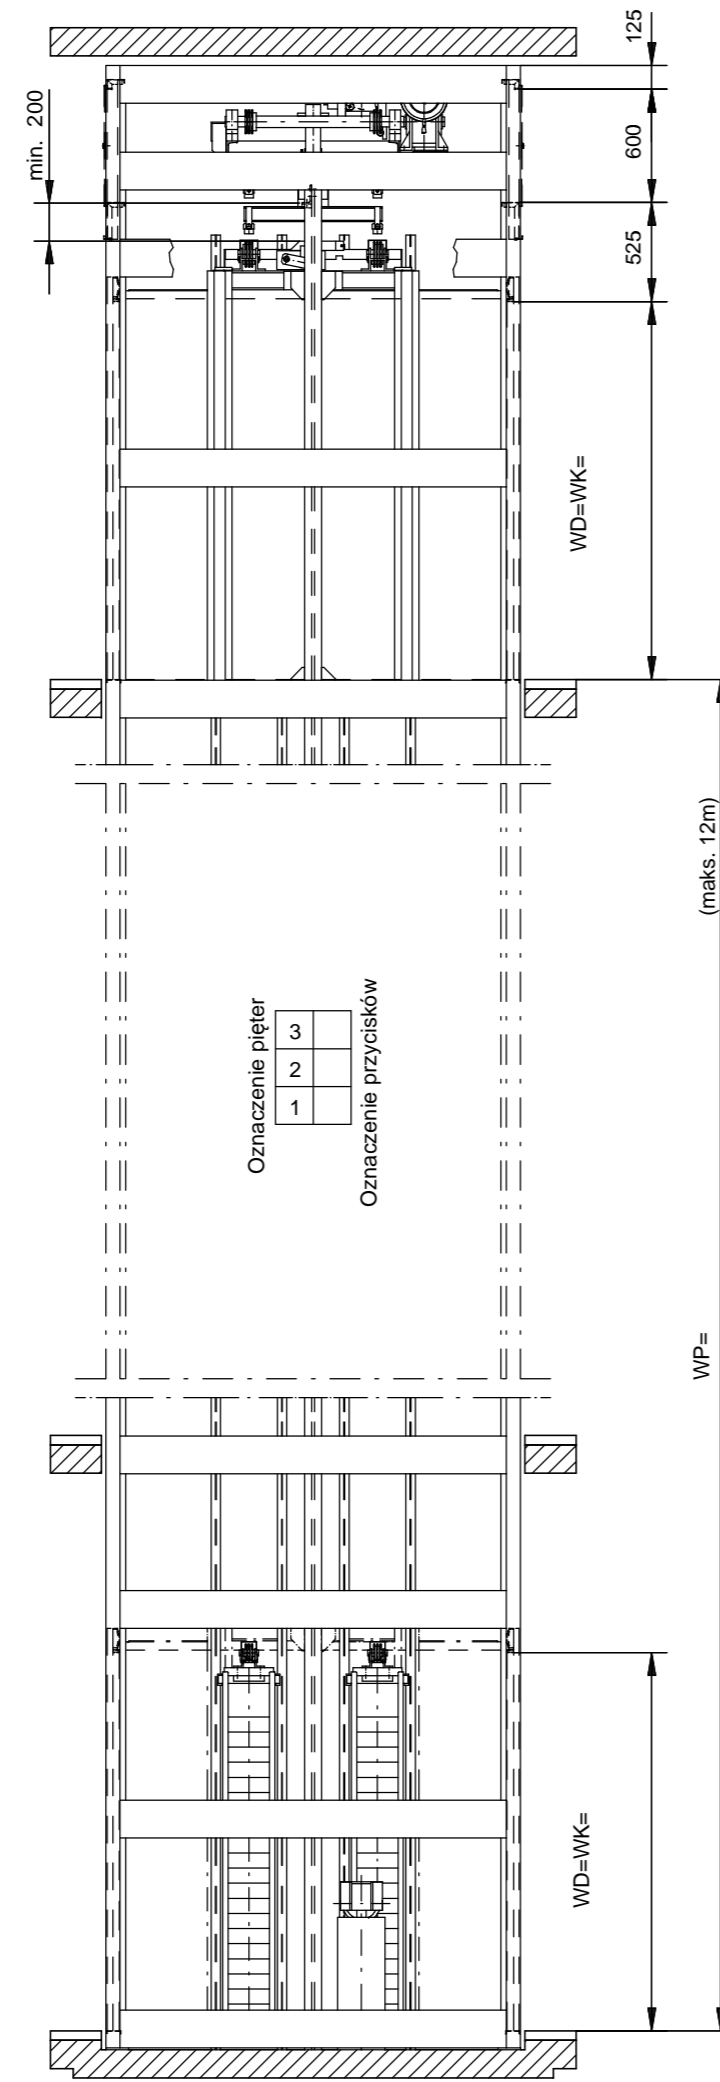 125
min. 200
600
525
WD=WK=
(maks. 12m)
Oznaczenie pięter
3
2
1
Oznaczenie przycisków
WP=
WD=WK=